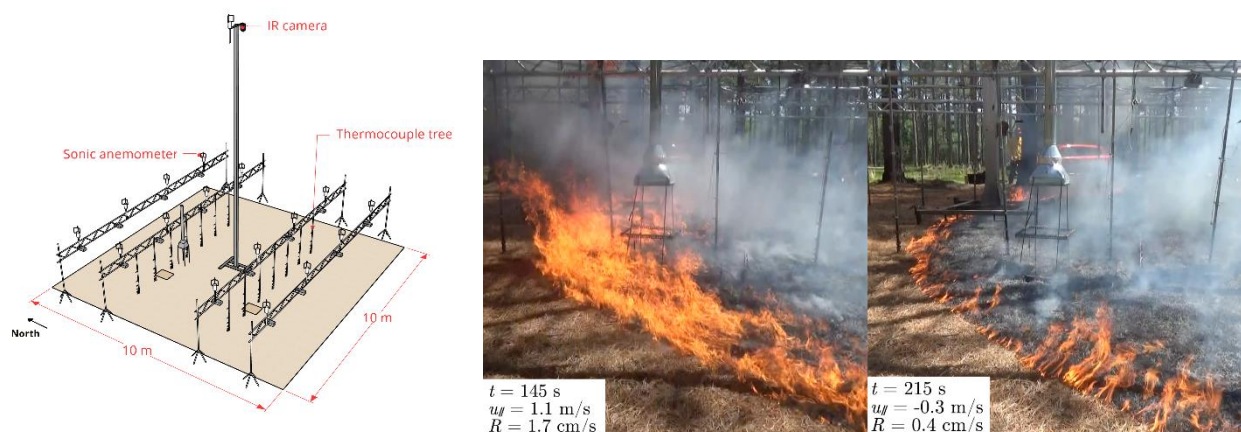 IR camera
Thermocouple tree
Sonic anemometer
North
10 m
10 m
t = 145 s
u∥ = 1.1 m/s
R = 1.7 cm/s
t = 215 s
u∥ = -0.3 m/s
R = 0.4 cm/s